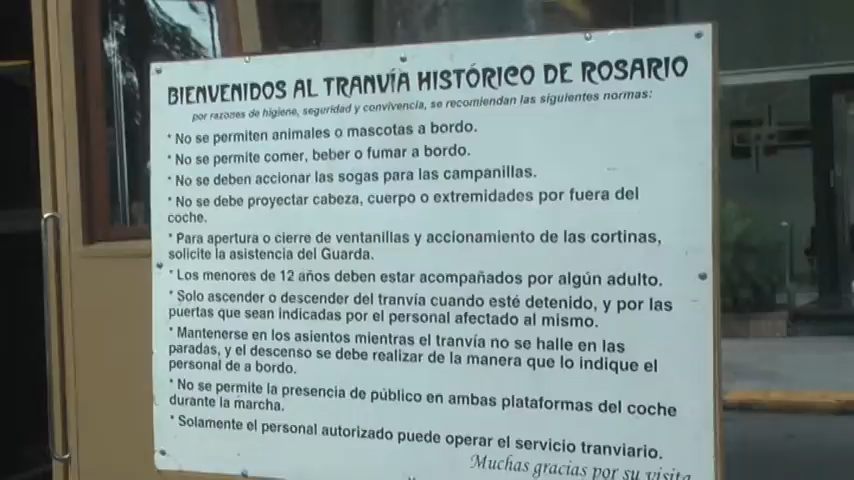 BIENVENIDOS AL TRANVÍA HISTÓRICO DE ROSARIO
por razones de higiene, seguridad y convivencia, se recomiendan las siguientes normas:
* No se permiten animales o mascotas a bordo.
* No se permite comer, beber o fumar a bordo.
* No se deben accionar las sogas para las campanillas.
* No se debe proyectar cabeza, cuerpo o extremidades por fuera del
coche.
* Para apertura o cierre de ventanillas y accionamiento de las cortinas,
solicite la asistencia del Guarda.
* Los menores de 12 años deben estar acompañados por algún adulto.
* Solo ascender o descender del tranvía cuando esté detenido, y por las
puertas que sean indicadas por el personal afectado al mismo.
* Mantenerse en los asientos mientras el tranvía no se halle en las
paradas, y el descenso se debe realizar de la manera que lo indique el
personal de a bordo.
* No se permite la presencia de público en ambas plataformas del coche
durante la marcha.
* Solamente el personal autorizado puede operar el servicio tranviario.
Muchas gracias por su visita